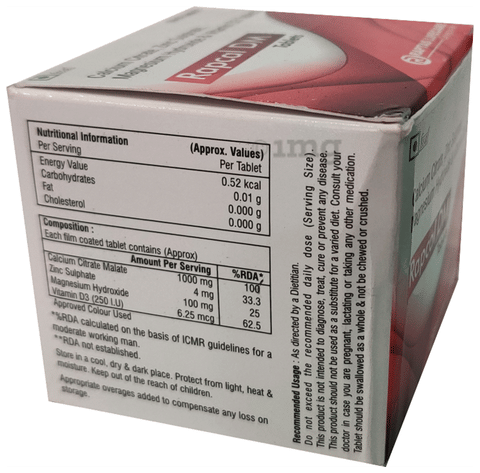 Rapcal DM
Tablets
Nutritional Information
(Approx. Values)
Per Serving
Per Tablet
Energy Value
0.52 kcal
Carbohydrates
0.01 g
Fat
0.000 g
Cholesterol
0.000 g
Composition :
Each film coated tablet contains (Approx)
Amount Per Serving
%RDA*
Calcium Citrate Malate
1000 mg
100
Zinc Sulphate
4 mg
33.3
Magnesium Hydroxide
100 mg
25
Vitamin D3 (250 I.U)
6.25 mcg
62.5
Approved Colour Used
*%RDA calculated on the basis of ICMR guidelines for a
moderate working man.
**RDA not established.
Store in a cool, dry & dark place. Protect from light, heat &
moisture. Keep out of the reach of children.
Appropriate overages added to compensate any loss on
storage.
Recommended Usage : As directed by a Dietitian.
Do not exceed the recommended daily dose (Serving Size).
This product is not intended to diagnose, treat, cure or prevent any disease.
This product should not be used as a substitute for a varied diet. Consult your
doctor in case you are pregnant, lactating or taking any other medication.
Tablet should be swallowed as a whole & not be chewed or crushed.
1mg